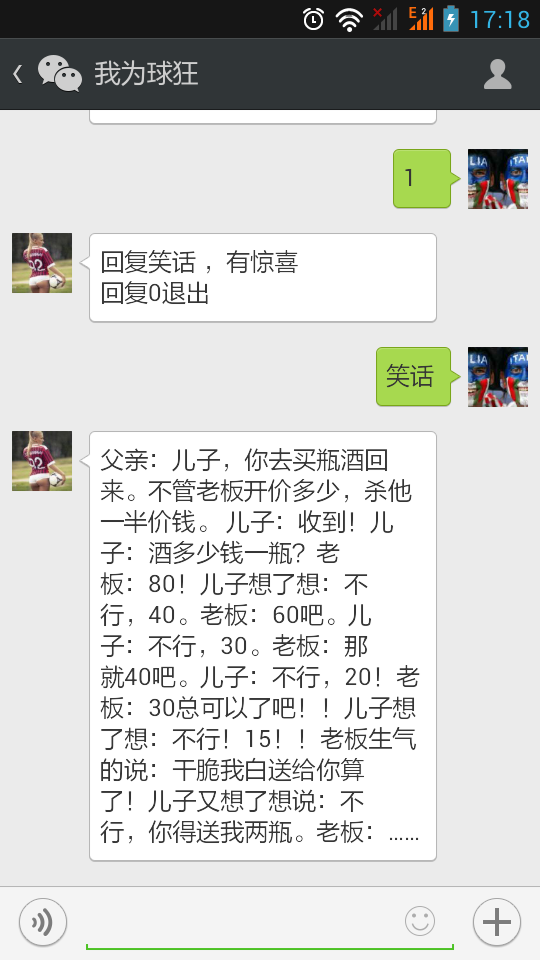 E 2 17:18
我为球狂
1
回复笑话 ，有惊喜
回复0退出
笑话
父亲：儿子，你去买瓶酒回
来。不管老板开价多少，杀他
一半价钱。 儿子：收到！儿
子：酒多少钱一瓶？老
板：80！儿子想了想：不
行，40。老板：60吧。儿
子：不行，30。老板：那
就40吧。儿子：不行，20！老
板：30总可以了吧！！儿子想
了想：不行！15！！老板生气
的说：干脆我白送给你算
了！儿子又想了想说：不
行，你得送我两瓶。老板：……